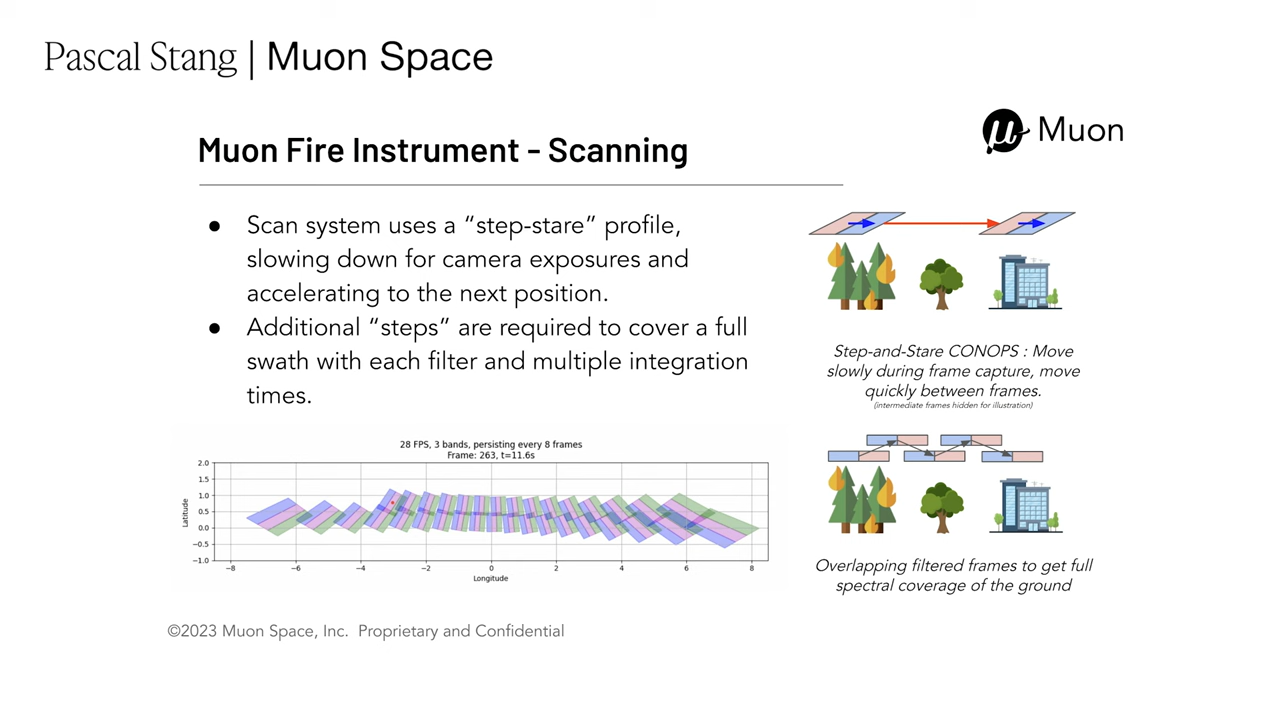 Pascal Stang | Muon Space
µ Muon
Muon Fire Instrument - Scanning
● Scan system uses a “step-stare” profile,
slowing down for camera exposures and
accelerating to the next position.
● Additional “steps” are required to cover a full
swath with each filter and multiple integration
times.
Step-and-Stare CONOPS : Move
slowly during frame capture, move
quickly between frames.
(intermediate frames hidden for illustration)
28 FPS, 3 bands, persisting every 8 frames
Frame: 263, t=11.6s
Latitude
2.0
1.5
1.0
0.5
0.0
−0.5
−1.0
−8 −6 −4 −2 0 2 4 6 8
Longitude
Overlapping filtered frames to get full
spectral coverage of the ground
©2023 Muon Space, Inc. Proprietary and Confidential